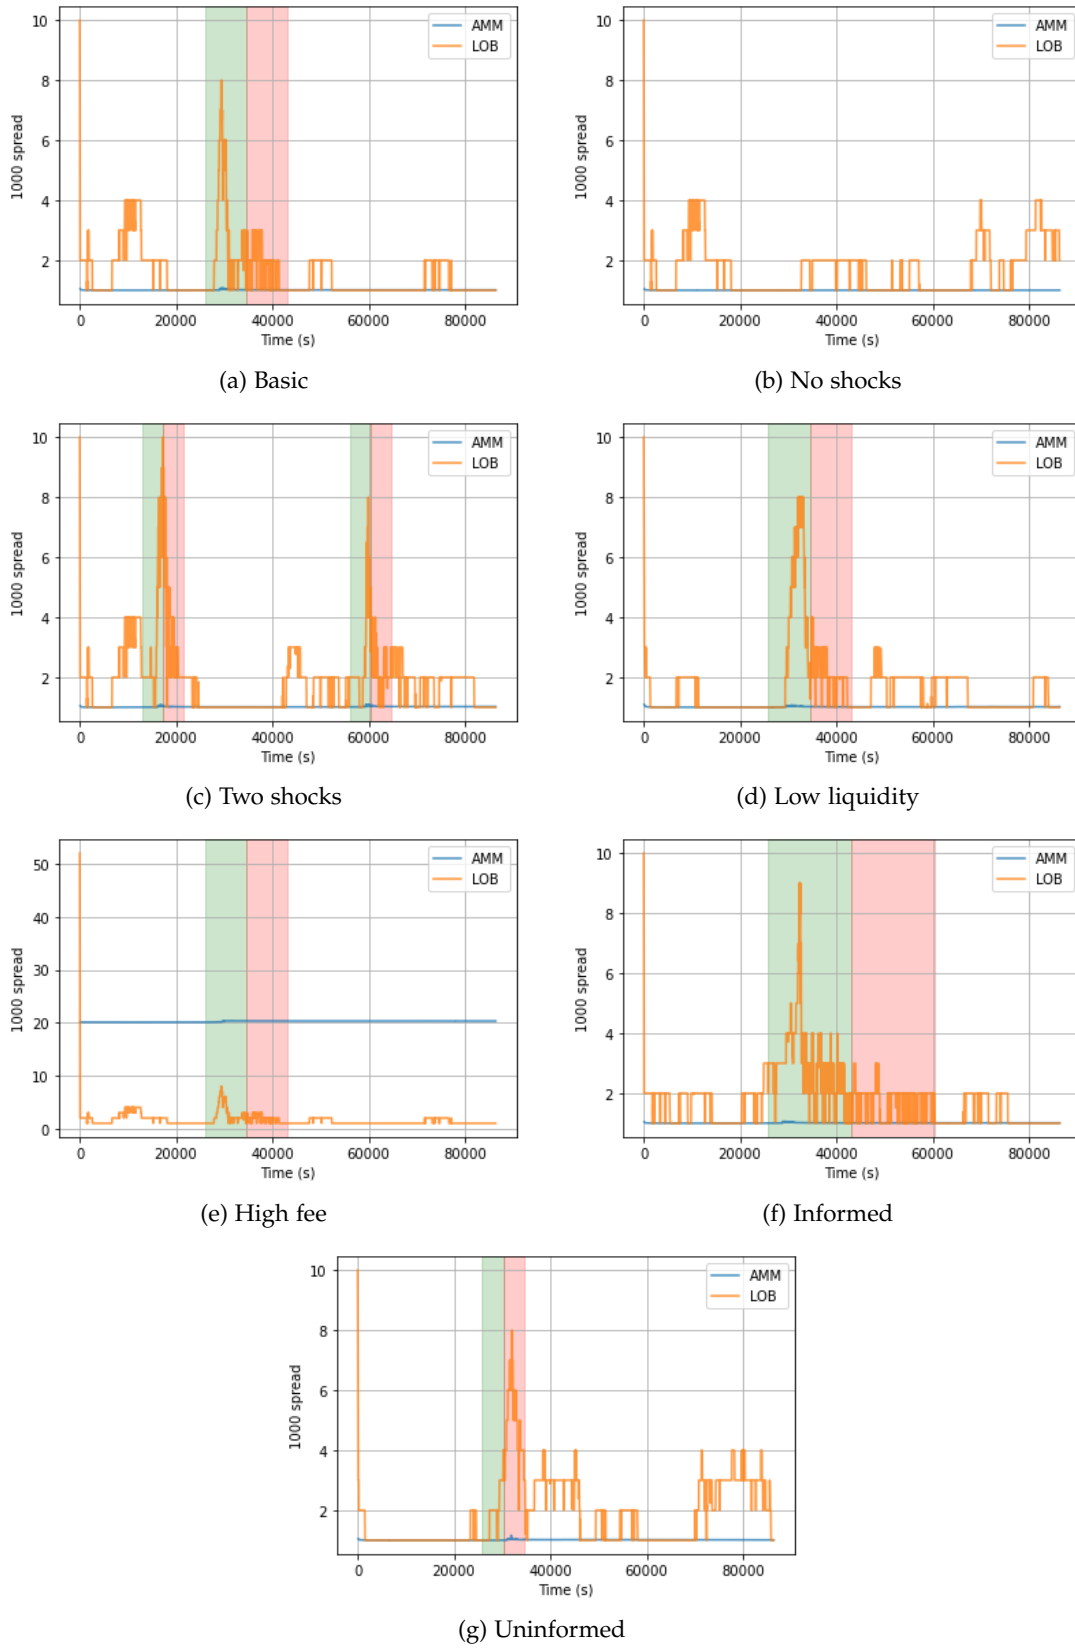 10
8
6
4
2
1000 spread
AMM
LOB
0 20000 40000 60000 80000
Time (s)
(a) Basic
10
8
6
4
2
1000 spread
AMM
LOB
0 20000 40000 60000 80000
Time (s)
(b) No shocks
10
8
6
4
2
1000 spread
AMM
LOB
0 20000 40000 60000 80000
Time (s)
(c) Two shocks
10
8
6
4
2
1000 spread
AMM
LOB
0 20000 40000 60000 80000
Time (s)
(d) Low liquidity
50
40
30
20
10
0
1000 spread
AMM
LOB
0 20000 40000 60000 80000
Time (s)
(e) High fee
10
8
6
4
2
1000 spread
AMM
LOB
0 20000 40000 60000 80000
Time (s)
(f) Informed
10
8
6
4
2
1000 spread
AMM
LOB
0 20000 40000 60000 80000
Time (s)
(g) Uninformed